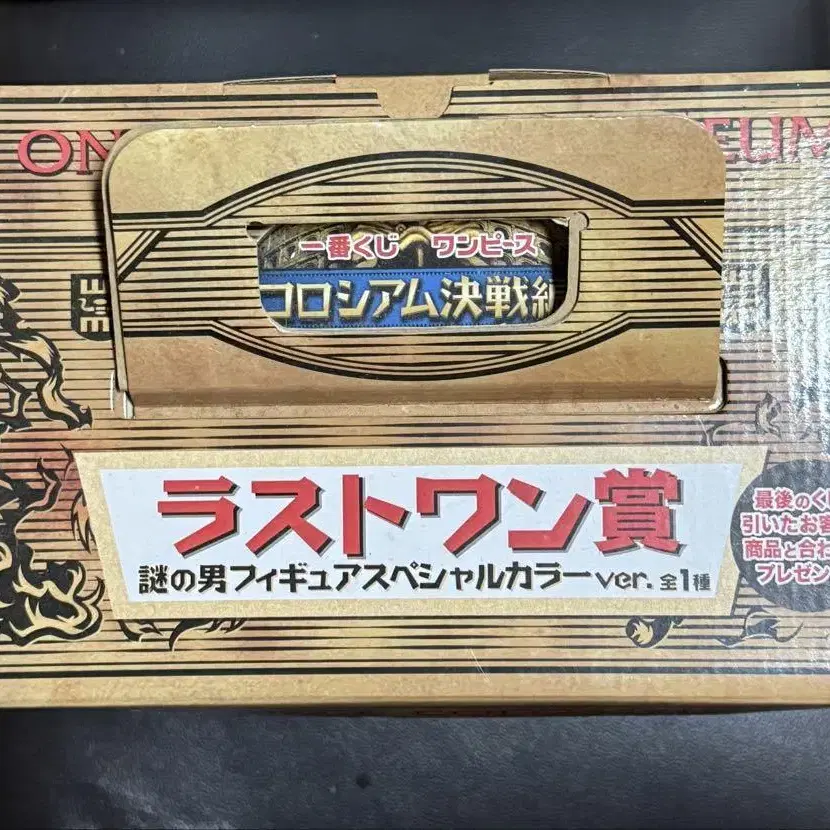 ON EUM
一番くじ ワンピース
コロシアム決戦編
ラストワン賞
謎の男フィギュアスペシャルカラーver. 全1種
最後のく
引いたお客
商品と合わ
プレゼン